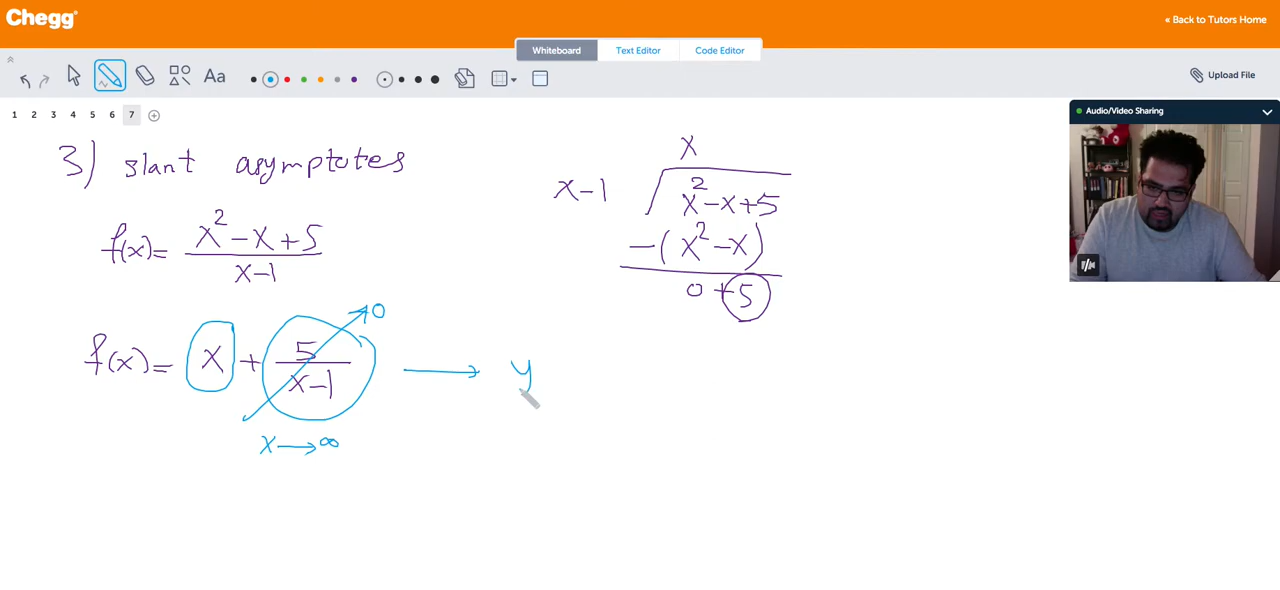 Chegg
« Back to Tutors Home
Whiteboard Text Editor Code Editor
Aa
Upload File
1 2 3 4 5 6 7
Audio/Video Sharing
3) slant asymptotes
f(x)= x² -x +5 / x-1
f(x)= x + 5 / x-1 → y
0
x → ∞
x
x-1 x² -x +5
-( x² -x )
0 +5